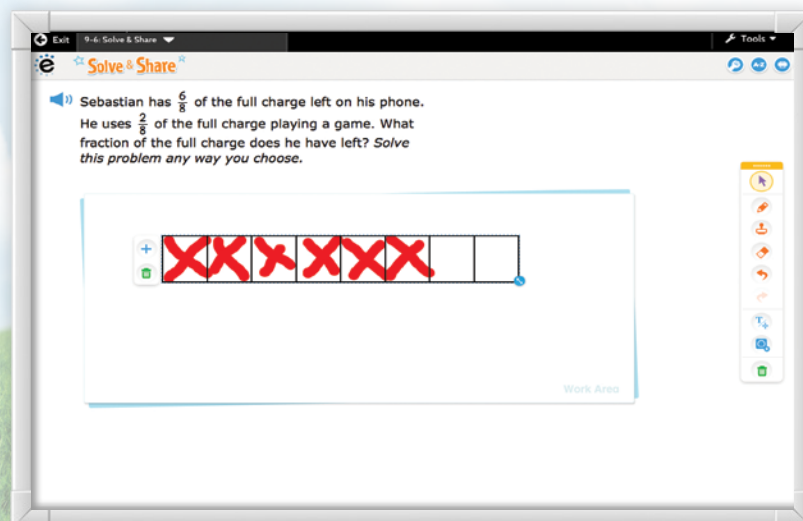 Exit 9-6: Solve & Share Tools
e Solve & Share A-Z
Sebastian has 6/8 of the full charge left on his phone.
He uses 2/8 of the full charge playing a game. What
fraction of the full charge does he have left? Solve
this problem any way you choose.
X X X X X X
T
Work Area